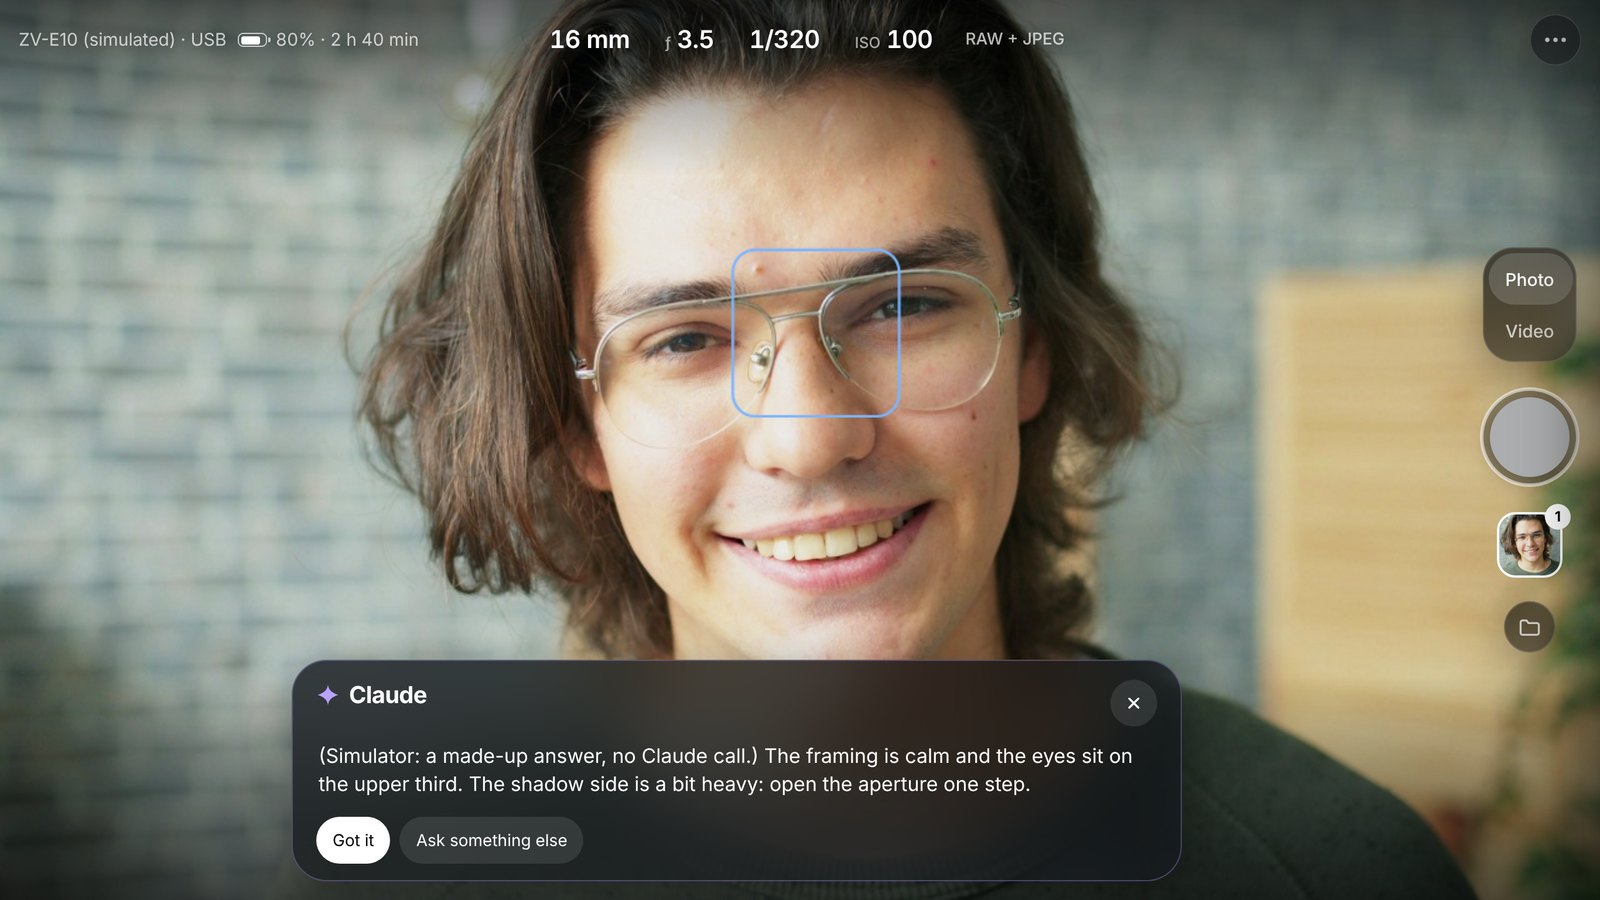 ZV-E10 (simulated) · USB 80% · 2 h 40 min
16 mm ƒ 3.5 1/320 ISO 100 RAW + JPEG
Photo
Video
1
Claude
(Simulator: a made-up answer, no Claude call.) The framing is calm and the eyes sit on
the upper third. The shadow side is a bit heavy: open the aperture one step.
Got it Ask something else